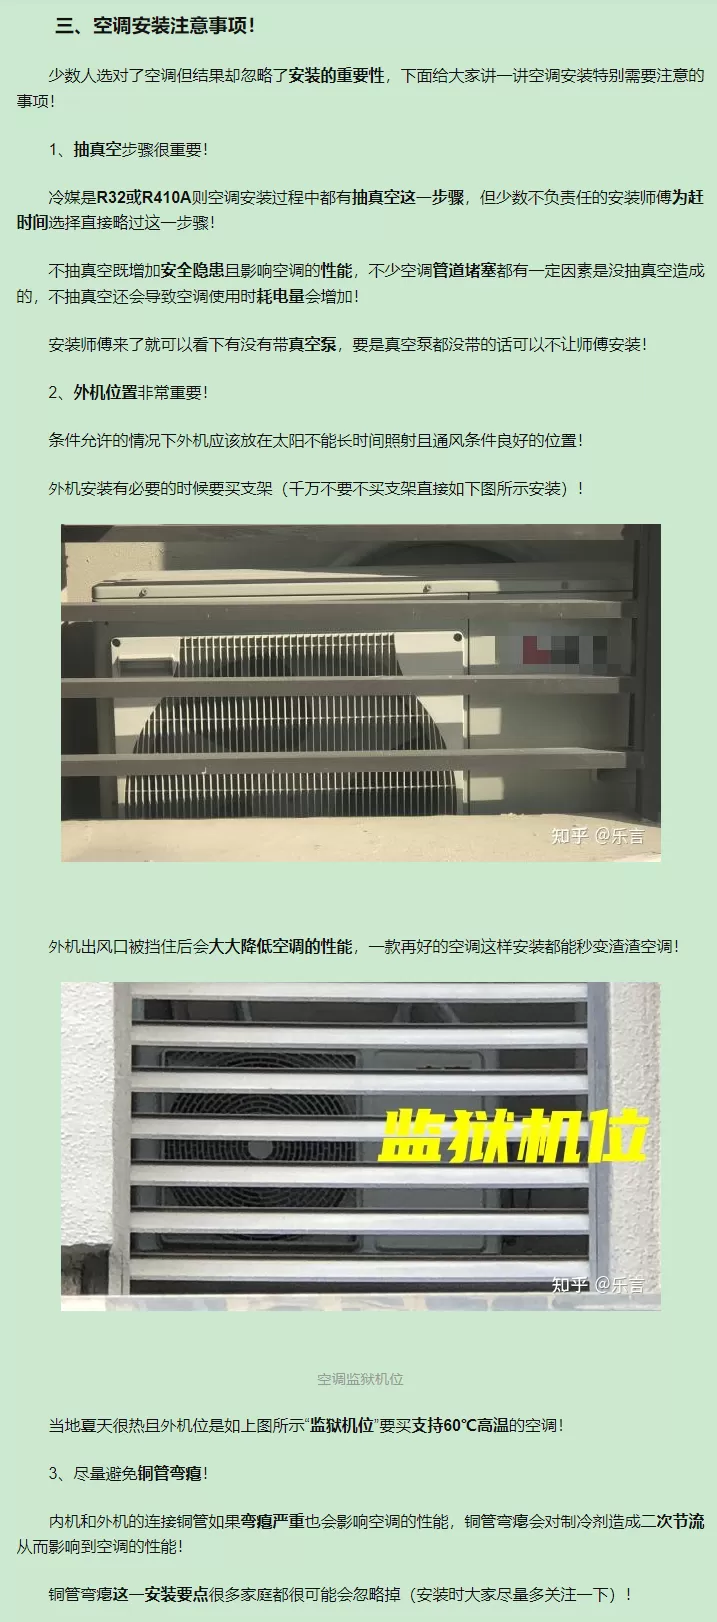 三、空调安装注意事项！
少数人选对了空调但结果却忽略了安装的重要性，下面给大家讲一讲空调安装特别需要注意的
事项！
1、抽真空步骤很重要！
冷媒是R32或R410A则空调安装过程中都有抽真空这一步骤，但少数不负责任的安装师傅为赶
时间选择直接略过这一步骤！
不抽真空既增加安全隐患且影响空调的性能，不少空调管道堵塞都有一定因素是没抽真空造成
的，不抽真空还会导致空调使用时耗电量会增加！
安装师傅来了就可以看下有没有带真空泵，要是真空泵都没带的话可以不让师傅安装！
2、外机位置非常重要！
条件允许的情况下外机应该放在太阳不能长时间照射且通风条件良好的位置！
外机安装有必要的时候要买支架（千万不要不买支架直接如下图所示安装）！
知乎 @乐言
外机出风口被挡住后会大大降低空调的性能，一款再好的空调这样安装都能秒变渣渣空调！
监狱机位
知乎 @乐言
空调监狱机位
当地夏天很热且外机位是如上图所示“监狱机位”要买支持60℃高温的空调！
3、尽量避免铜管弯瘪！
内机和外机的连接铜管如果弯瘪严重也会影响空调的性能，铜管弯瘪会对制冷剂造成二次节流
从而影响到空调的性能！
铜管弯瘪这一安装要点很多家庭都很可能会忽略掉（安装时大家尽量多关注一下）！